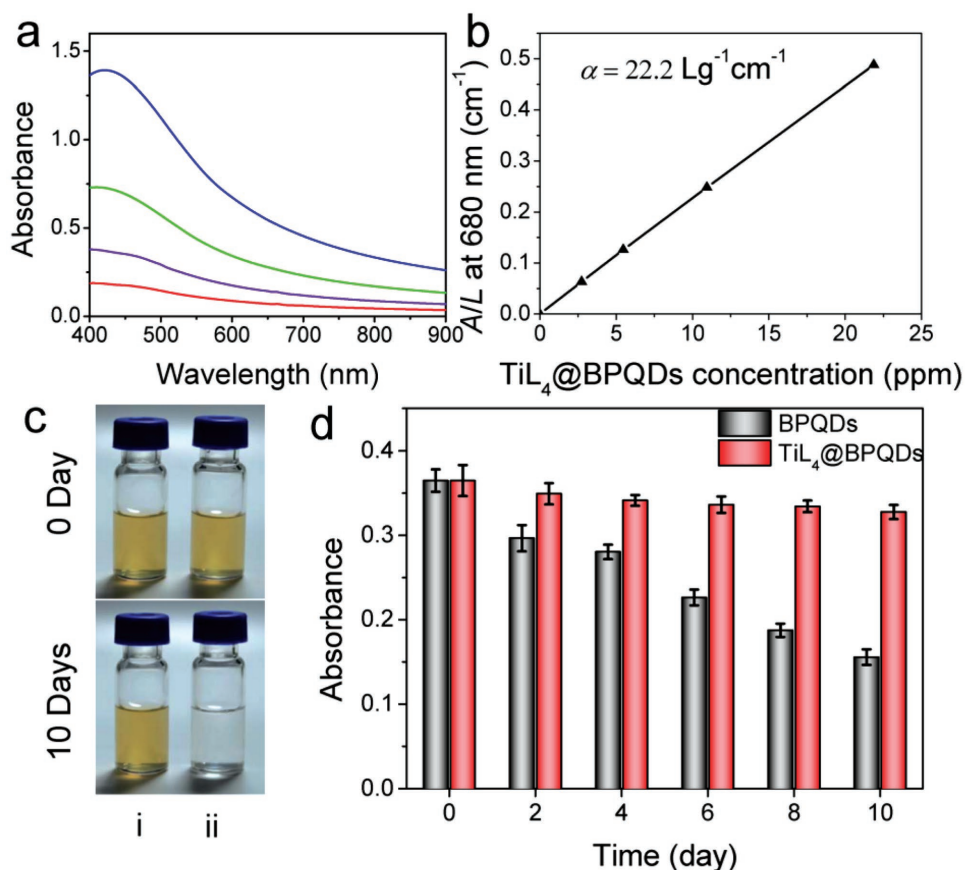 a
1.5
1.0
0.5
0.0
Absorbance
400 500 600 700 800 900
Wavelength (nm)
b
0.5
0.4
0.3
0.2
0.1
0.0
A/L at 680 nm (cm⁻¹)
α = 22.2 Lg⁻¹cm⁻¹
0 5 10 15 20 25
TiL₄@BPQDs concentration (ppm)
c
0 Day
10 Days
i ii
d
BPQDs
TiL₄@BPQDs
0.4
0.3
0.2
0.1
0.0
Absorbance
0 2 4 6 8 10
Time (day)